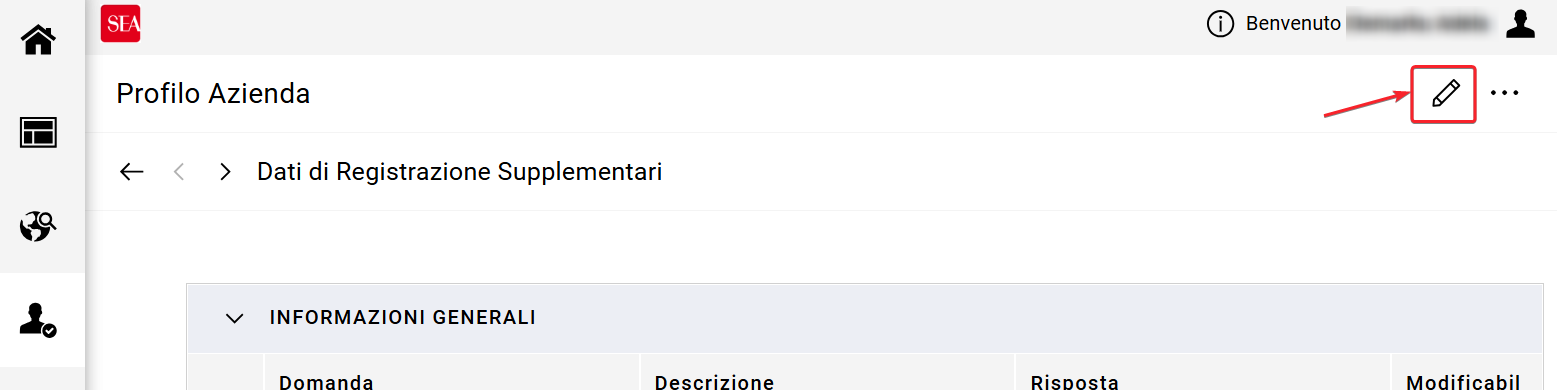 SEA
Benvenuto
Profilo Azienda
Dati di Registrazione Supplementari
INFORMAZIONI GENERALI
Domanda Descrizione Risposta Modificabil